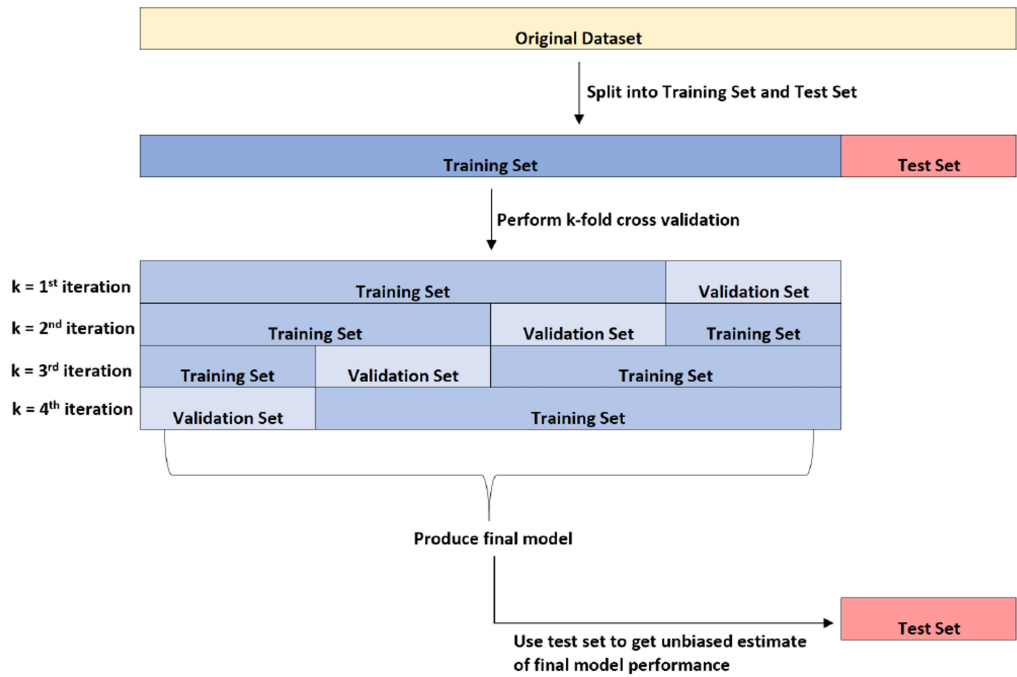 Original Dataset
Split into Training Set and Test Set
Training Set Test Set
Perform k-fold cross validation
k = 1st iteration Training Set Validation Set
k = 2nd iteration Training Set Validation Set Training Set
k = 3rd iteration Training Set Validation Set Training Set
k = 4th iteration Validation Set Training Set
Produce final model
Test Set
Use test set to get unbiased estimate
of final model performance